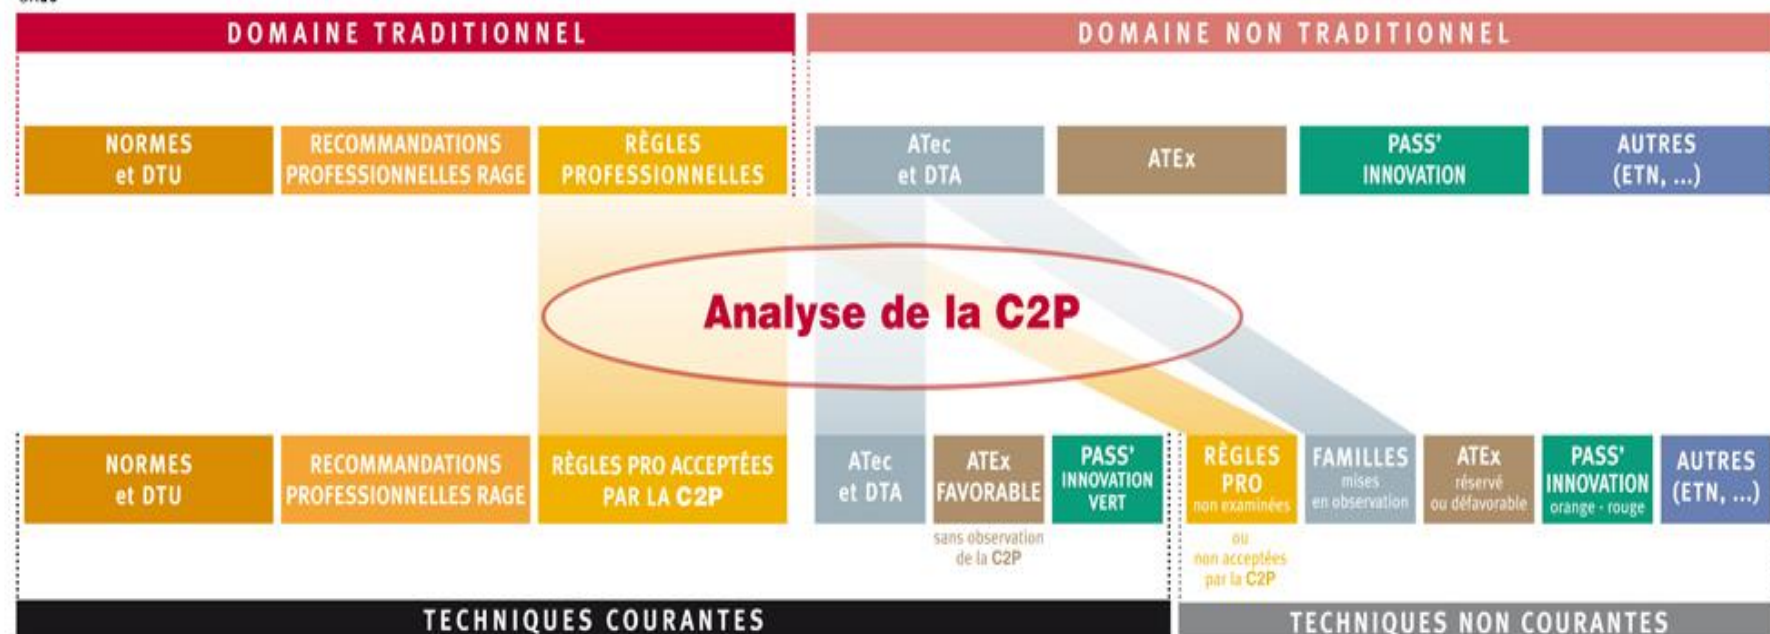 DOMAINE TRADITIONNEL
DOMAINE NON TRADITIONNEL
NORMES
et DTU
RECOMMANDATIONS
PROFESSIONNELLES RAGE
RÈGLES
PROFESSIONNELLES
ATec
et DTA
ATEx
PASS'
INNOVATION
AUTRES
(ETN, ...)
Analyse de la C2P
NORMES
et DTU
RECOMMANDATIONS
PROFESSIONNELLES RAGE
RÈGLES PRO ACCEPTÉES
PAR LA C2P
ATec
et DTA
ATEx
FAVORABLE
sans observation
de la C2P
PASS'
INNOVATION
VERT
RÈGLES
PRO
non examinées
ou
non acceptées
par la C2P
FAMILLES
mises
en observation
ATEx
réservé
ou défavorable
PASS'
INNOVATION
orange - rouge
AUTRES
(ETN, ...)
TECHNIQUES COURANTES
TECHNIQUES NON COURANTES